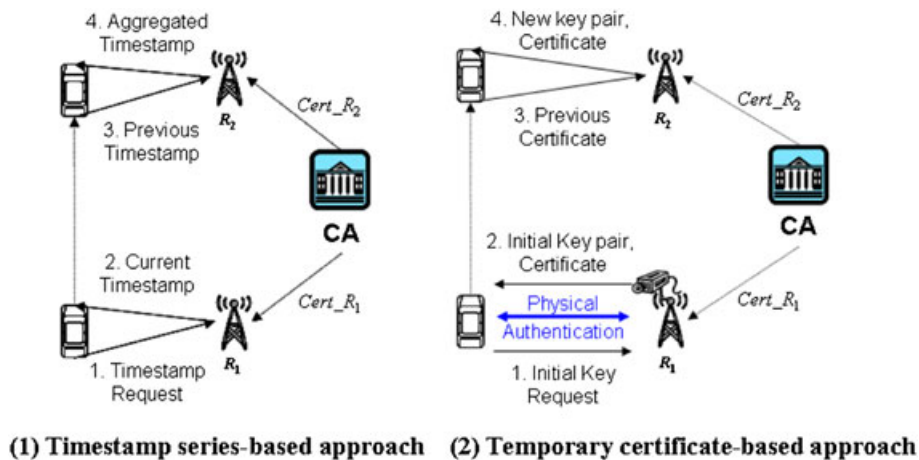 4. Aggregated
Timestamp
R₂
Cert_R₂
3. Previous
Timestamp
CA
2. Current
Timestamp
Cert_R₁
R₁
1. Timestamp
Request
(1) Timestamp series-based approach
4. New key pair,
Certificate
R₂
Cert_R₂
3. Previous
Certificate
CA
2. Initial Key pair,
Certificate
Physical
Authentication
Cert_R₁
R₁
1. Initial Key
Request
(2) Temporary certificate-based approach